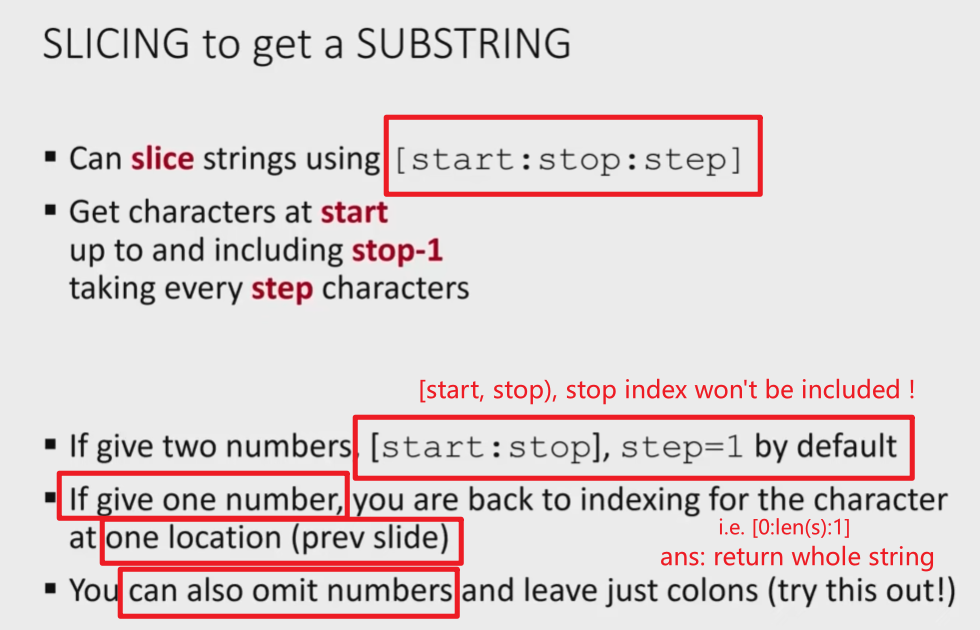 SLICING to get a SUBSTRING
▪ Can slice strings using [start:stop:step]
▪ Get characters at start
up to and including stop-1
taking every step characters
[start, stop), stop index won't be included !
▪ If give two numbers, [start:stop], step=1 by default
▪ If give one number, you are back to indexing for the character
at one location (prev slide)
i.e. [0:len(s):1]
ans: return whole string
▪ You can also omit numbers and leave just colons (try this out!)